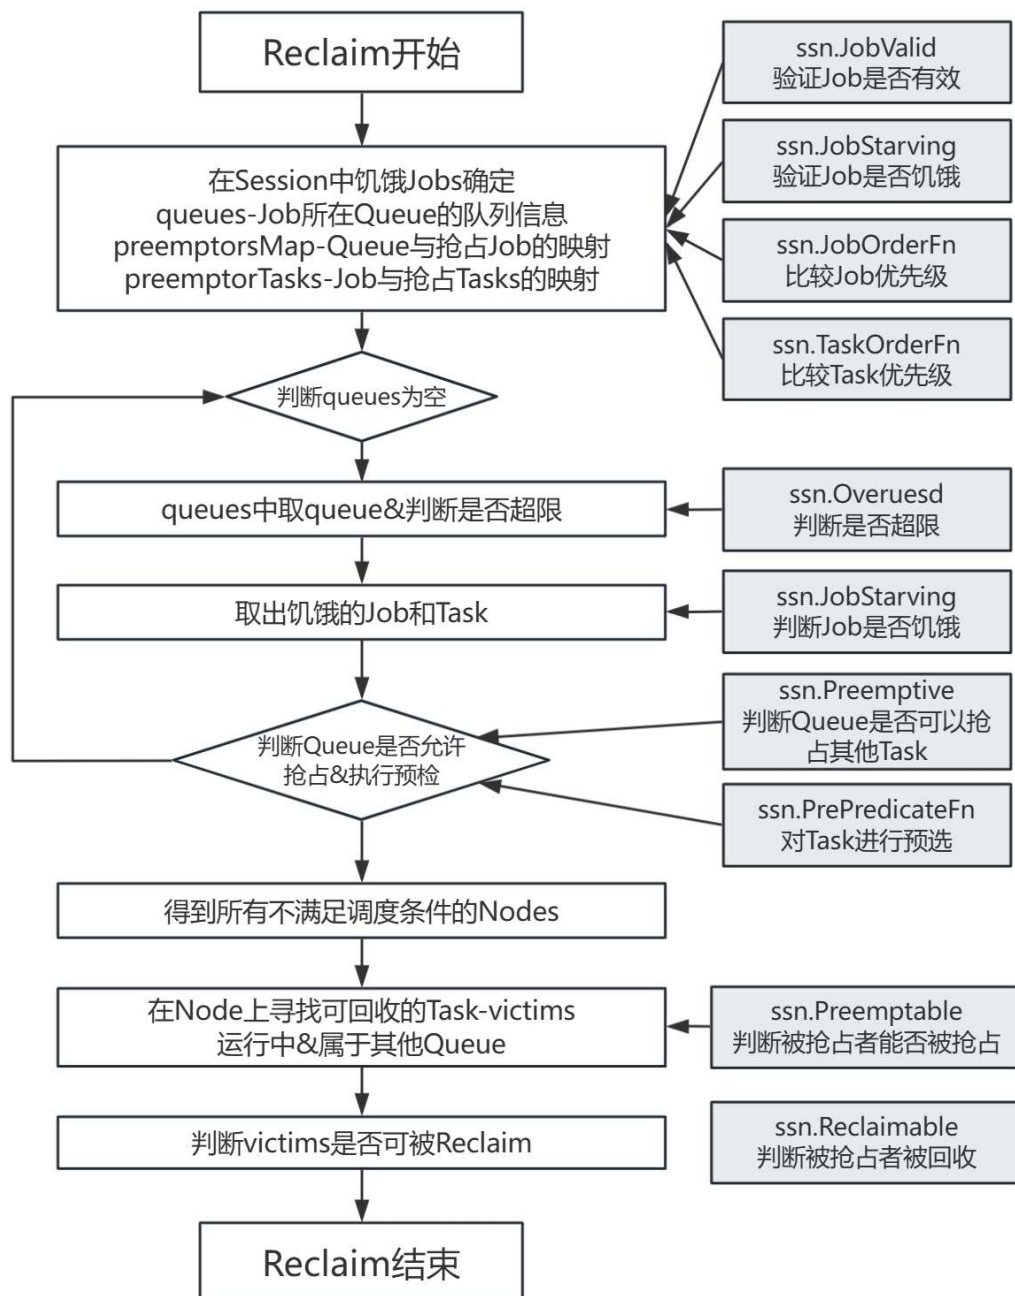 Reclaim开始
ssn.JobValid
验证Job是否有效
在Session中饥饿Jobs确定
queues-Job所在Queue的队列信息
preemptorsMap-Queue与抢占Job的映射
preemptorTasks-Job与抢占Tasks的映射
ssn.JobStarving
验证Job是否饥饿
ssn.JobOrderFn
比较Job优先级
ssn.TaskOrderFn
比较Task优先级
判断queues为空
queues中取queue&判断是否超限
ssn.Overuesd
判断是否超限
取出饥饿的Job和Task
ssn.JobStarving
判断Job是否饥饿
判断Queue是否允许
抢占&执行预检
ssn.Preemptive
判断Queue是否可以抢
占其他Task
ssn.PrePredicateFn
对Task进行预选
得到所有不满足调度条件的Nodes
在Node上寻找可回收的Task-victims
运行中&属于其他Queue
ssn.Preemptable
判断被抢占者能否被抢占
判断victims是否可被Reclaim
ssn.Reclaimable
判断被抢占者被回收
Reclaim结束